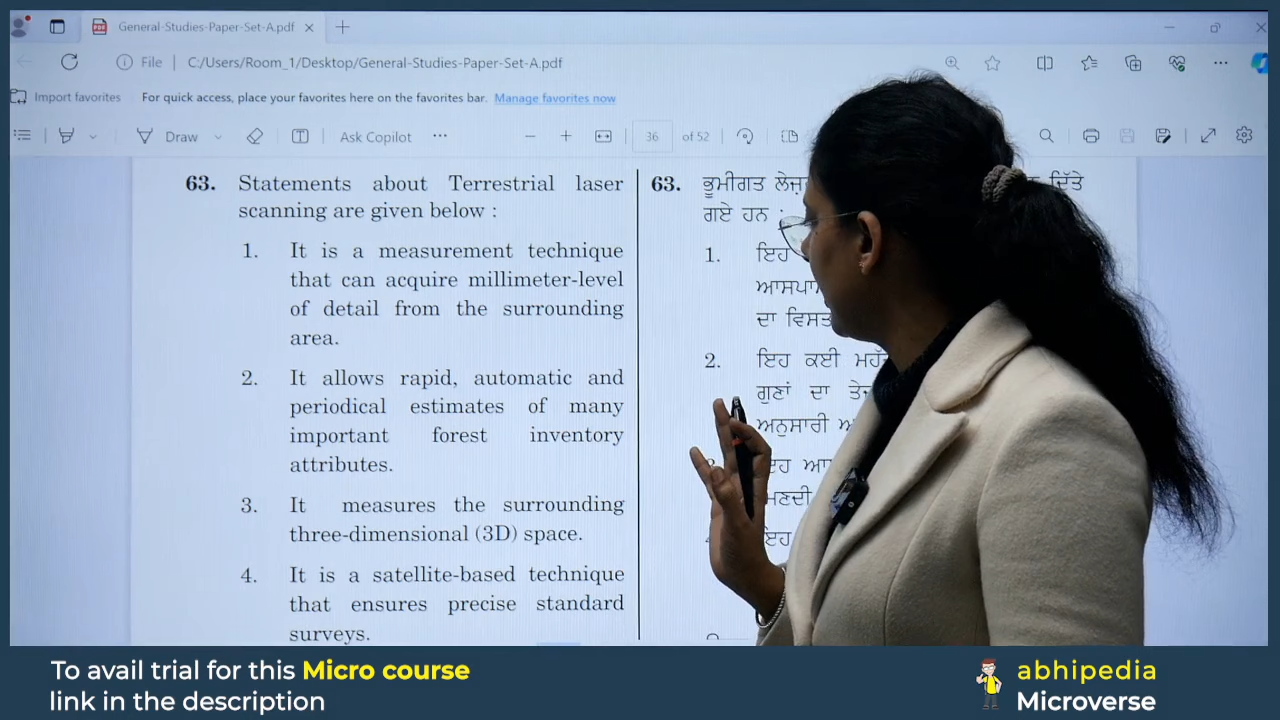 General-Studies-Paper-Set-A.pdf
File C:/Users/Room_1/Desktop/General-Studies-Paper-Set-A.pdf
Import favorites For quick access, place your favorites here on the favorites bar. Manage favorites now
Draw Ask Copilot 36 of 52
63. Statements about Terrestrial laser
scanning are given below :
1. It is a measurement technique
that can acquire millimeter-level
of detail from the surrounding
area.
2. It allows rapid, automatic and
periodical estimates of many
important forest inventory
attributes.
3. It measures the surrounding
three-dimensional (3D) space.
4. It is a satellite-based technique
that ensures precise standard
surveys.
63. ਭੂਮੀਗਤ ਦਿੱਤੇ
ਗਏ ਹਨ :
1. ਇਹ
ਦਾ
2. ਇਹ ਕਈ
ਗੁਣਾਂ ਦਾ
ਅਨੁਸਾਰੀ
To avail trial for this Micro course
link in the description
abhipedia
Microverse